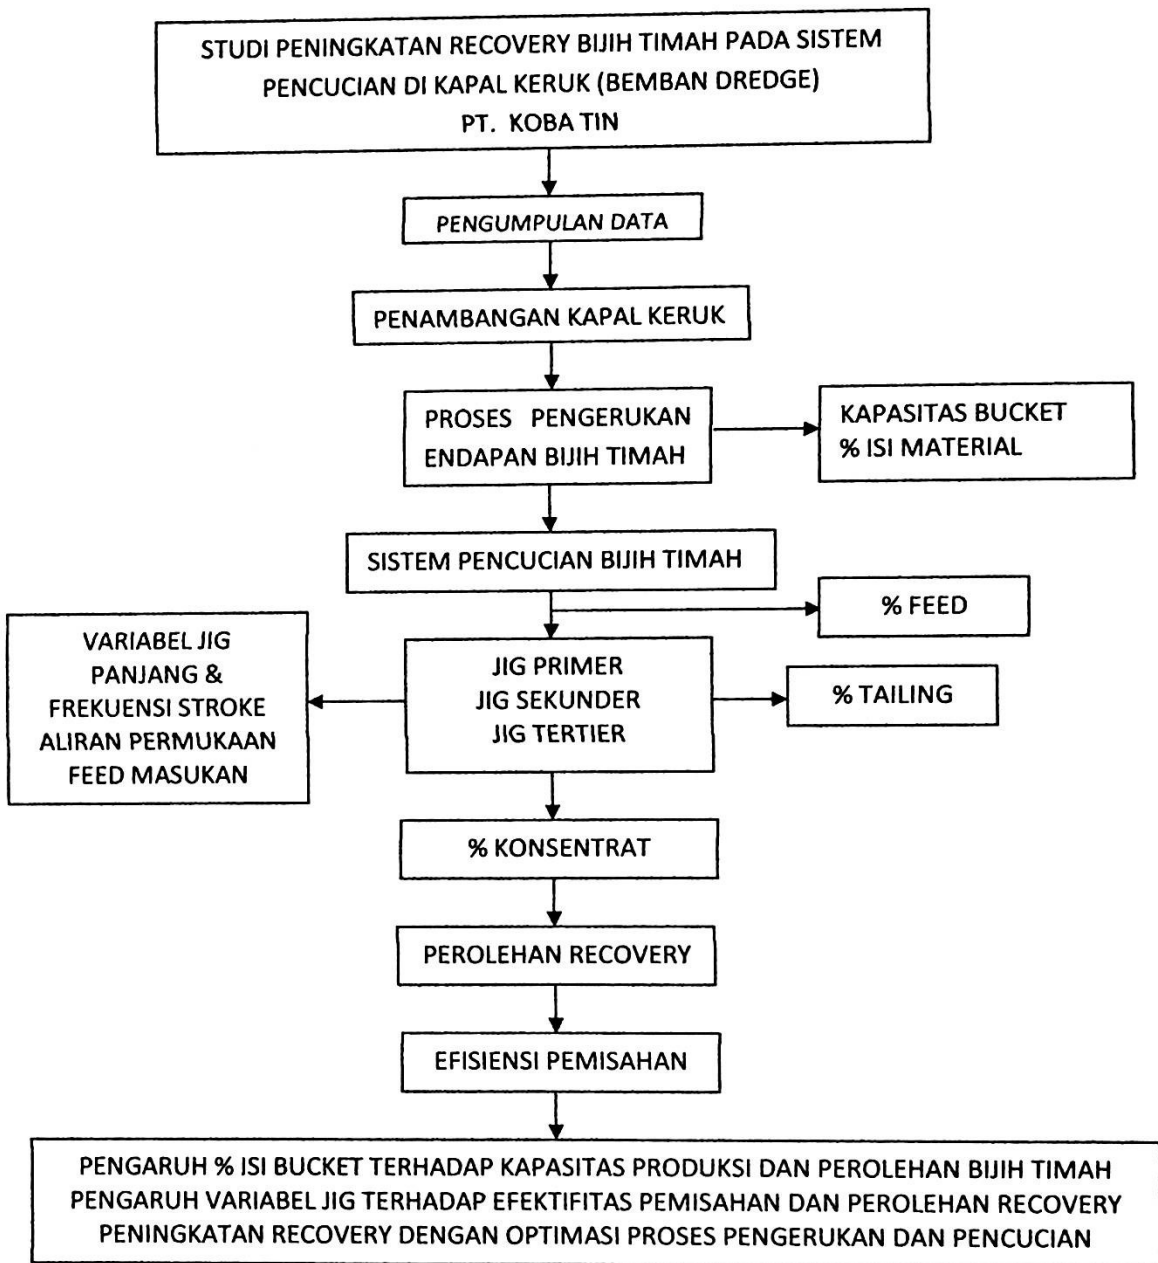 STUDI PENINGKATAN RECOVERY BIJIH TIMAH PADA SISTEM
PENCUCIAN DI KAPAL KERUK (BEMBAN DREDGE)
PT. KOBA TIN
PENGUMPULAN DATA
PENAMBANGAN KAPAL KERUK
PROSES PENGERUKAN
ENDAPAN BIJIH TIMAH
KAPASITAS BUCKET
% ISI MATERIAL
SISTEM PENCUCIAN BIJIH TIMAH
% FEED
VARIABEL JIG
PANJANG &
FREKUENSI STROKE
ALIRAN PERMUKAAN
FEED MASUKAN
JIG PRIMER
JIG SEKUNDER
JIG TERTIER
% TAILING
% KONSENTRAT
PEROLEHAN RECOVERY
EFISIENSI PEMISAHAN
PENGARUH % ISI BUCKET TERHADAP KAPASITAS PRODUKSI DAN PEROLEHAN BIJIH TIMAH
PENGARUH VARIABEL JIG TERHADAP EFEKTIFITAS PEMISAHAN DAN PEROLEHAN RECOVERY
PENINGKATAN RECOVERY DENGAN OPTIMASI PROSES PENGERUKAN DAN PENCUCIAN